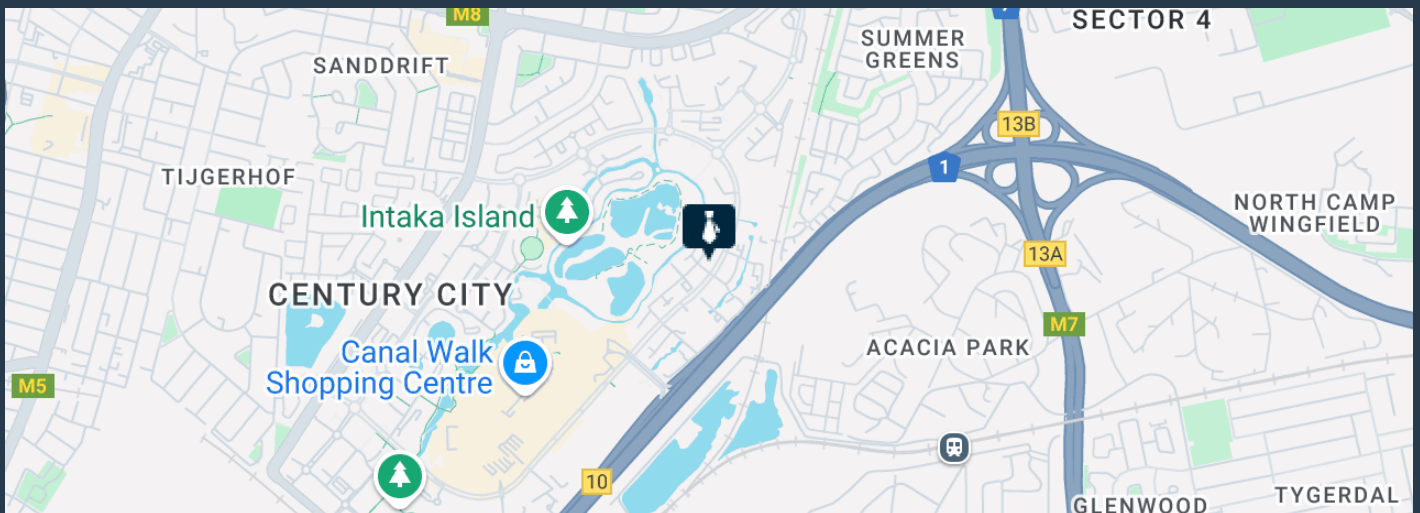 M8
SECTOR 4
SUMMER
GREENS
SANDDRIFT
13B
1
TIJGERHOF
NORTH CAMP
WINGFIELD
Intaka Island
13A
CENTURY CITY
M7
ACACIA PARK
Canal Walk
Shopping Centre
M5
10
TYGERDAL
GLENWOOD